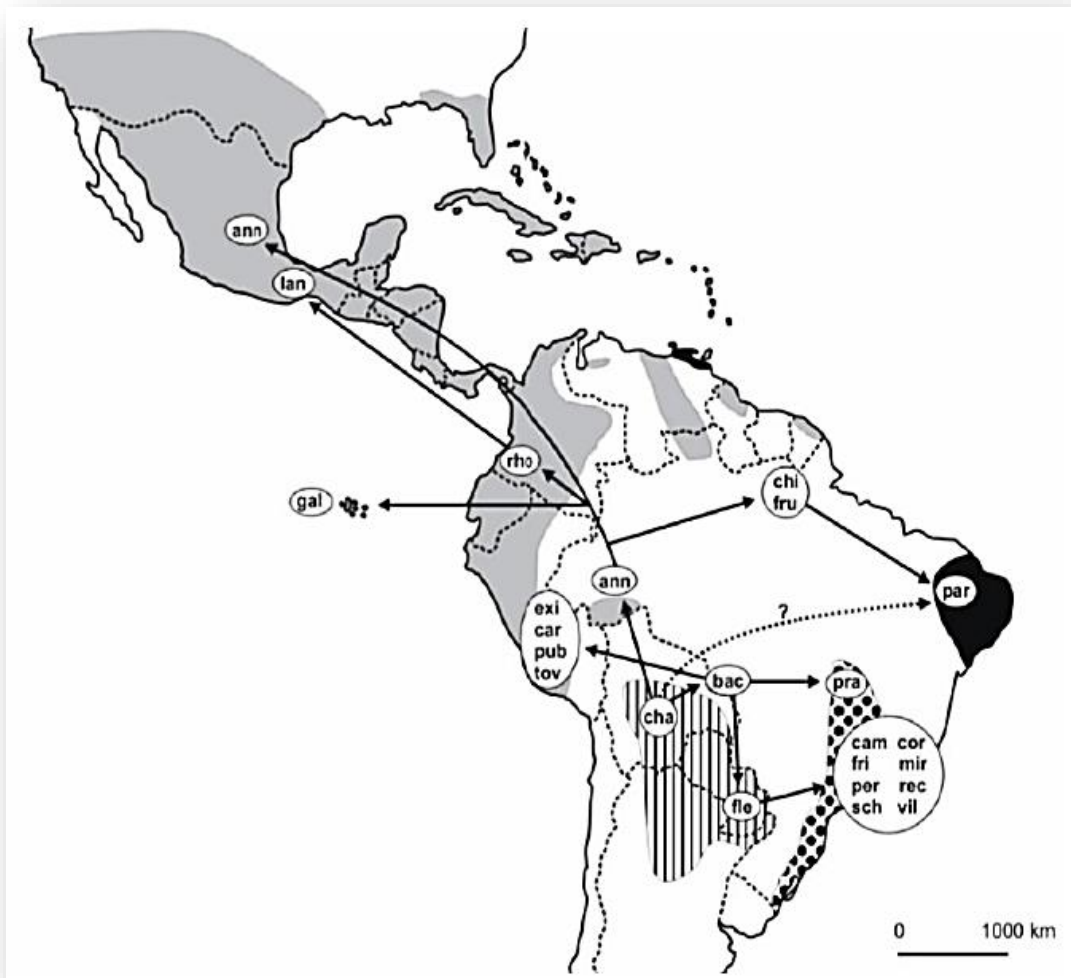 ann
lan
rho
gal
chi
fru
ann
par
?
exi
car
pub
tov
bac
pra
cha
cam cor
fri mir
per rec
sch vil
fle
0 1000 km